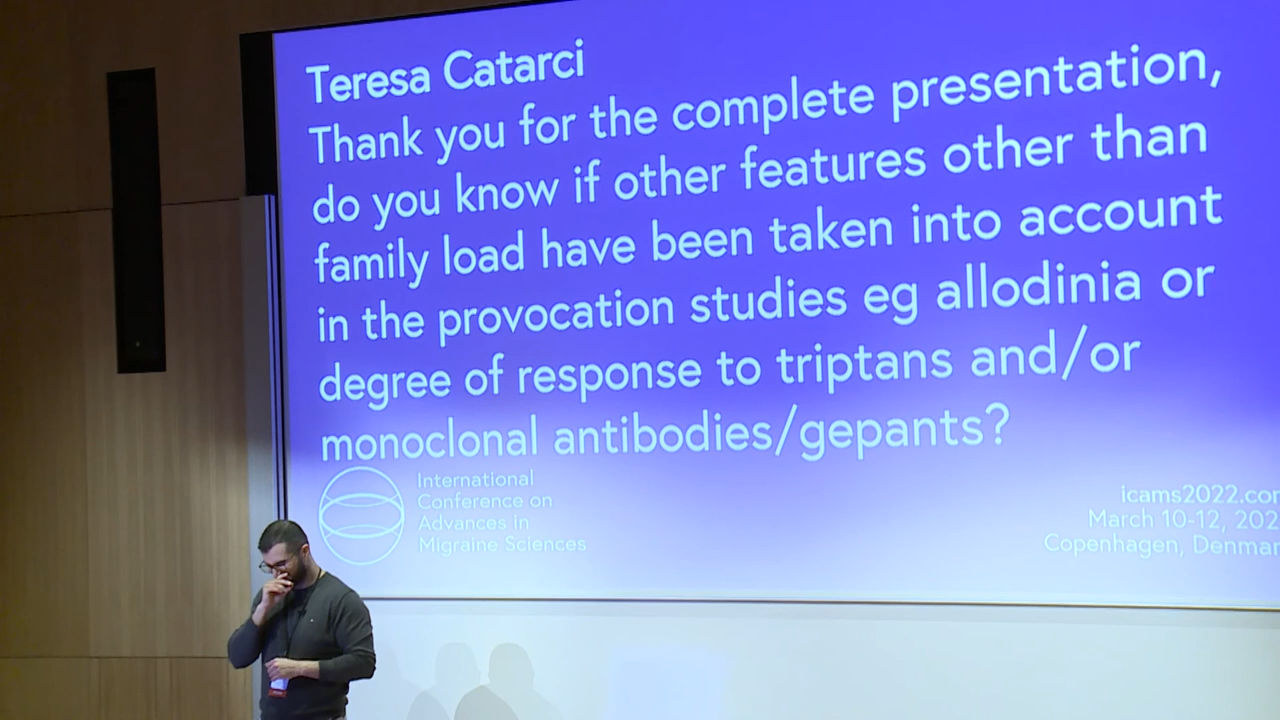 Teresa Catarci
Thank you for the complete presentation,
do you know if other features other than
family load have been taken into account
in the provocation studies eg allodinia or
degree of response to triptans and/or
monoclonal antibodies/gepants?
International
Conference on
Advances in
Migraine Sciences
icams2022.com
March 10-12, 202
Copenhagen, Denmar